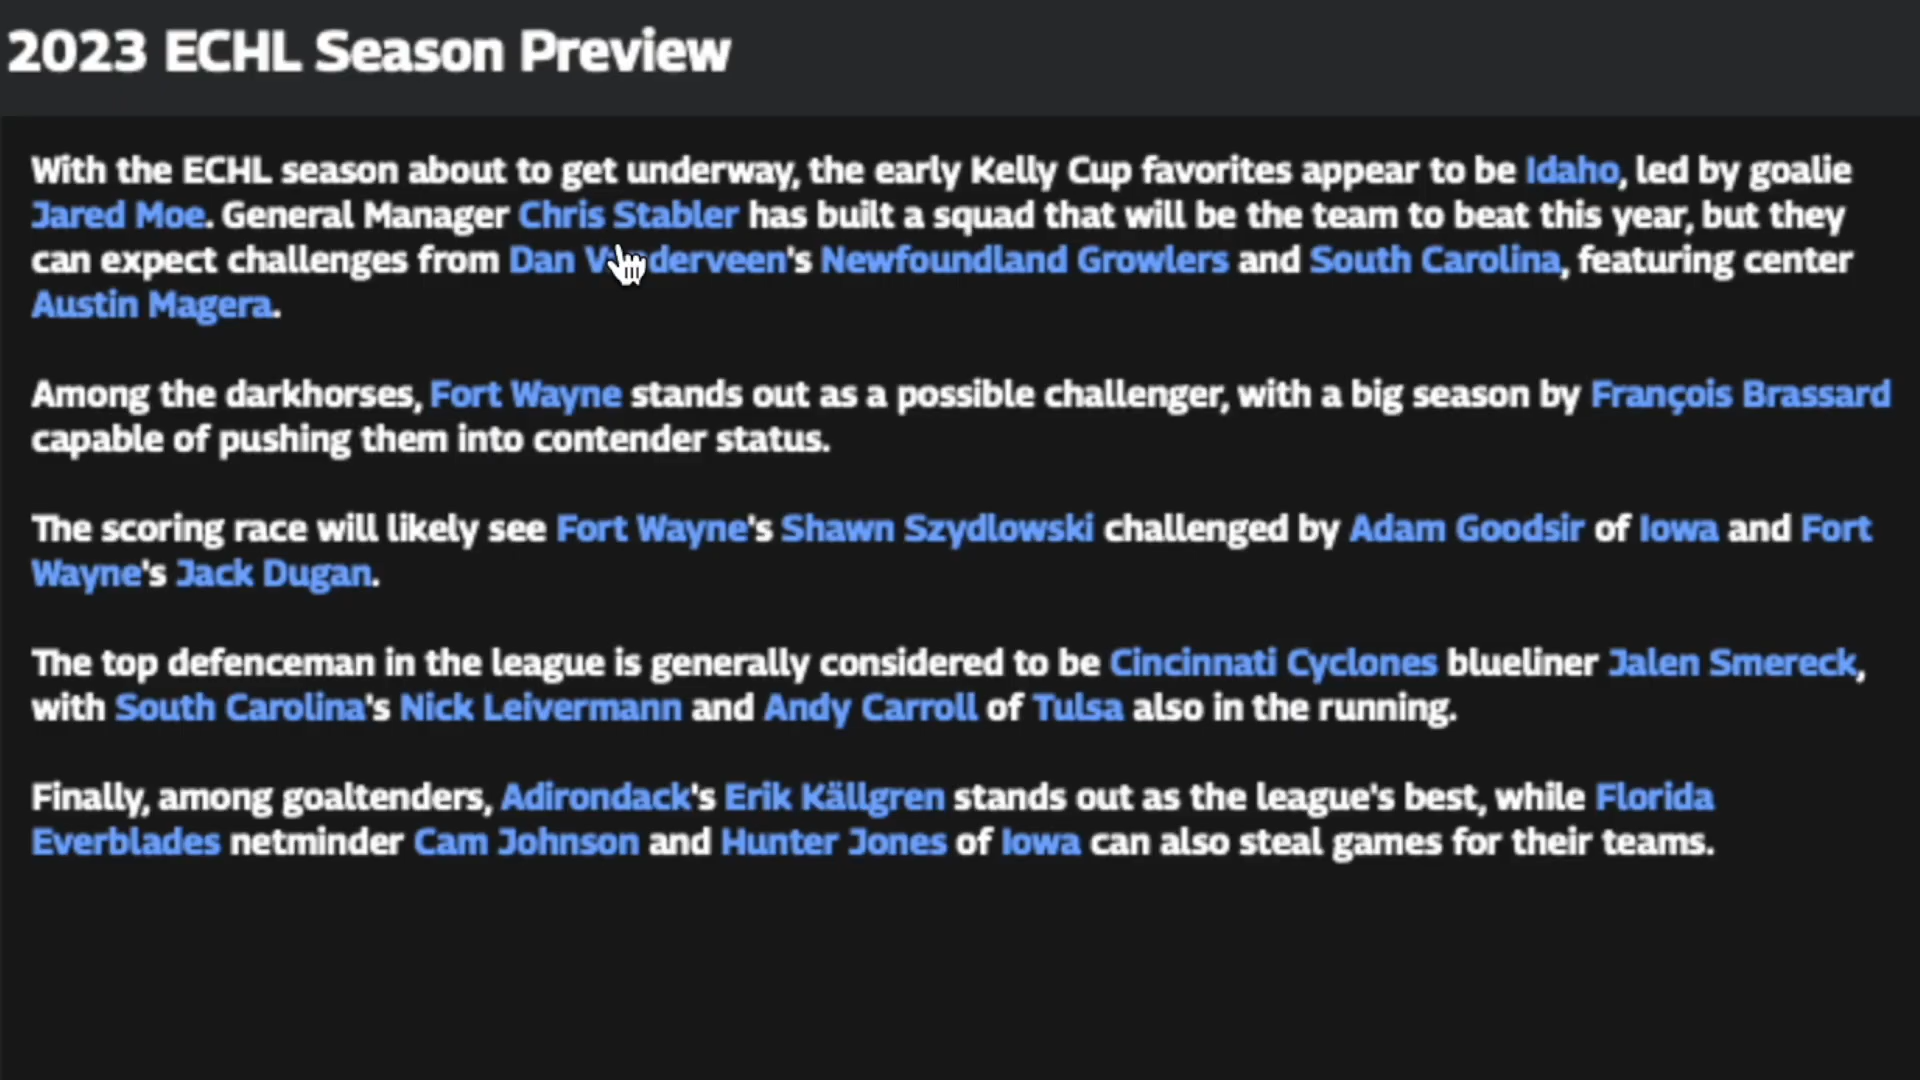 2023 ECHL Season Preview
With the ECHL season about to get underway, the early Kelly Cup favorites appear to be Idaho, led by goalie
Jared Moe. General Manager Chris Stabler has built a squad that will be the team to beat this year, but they
can expect challenges from Dan 's Newfoundland Growlers and South Carolina, featuring center
Austin Magera.
Among the darkhorses, Fort Wayne stands out as a possible challenger, with a big season by François Brassard
capable of pushing them into contender status.
The scoring race will likely see Fort Wayne's Shawn Szydlowski challenged by Adam Goodsir of Iowa and Fort
Wayne's Jack Dugan.
The top defenceman in the league is generally considered to be Cincinnati Cyclones blueliner Jalen Smereck,
with South Carolina's Nick Leivermann and Andy Carroll of Tulsa also in the running.
Finally, among goaltenders, Adirondack's Erik Källgren stands out as the league's best, while Florida
Everblades netminder Cam Johnson and Hunter Jones of Iowa can also steal games for their teams.